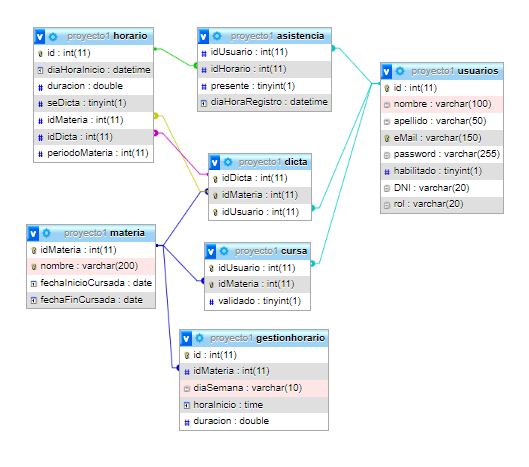 proyecto1 horario
id : int(11)
diaHoraInicio : datetime
duracion : double
seDicta : tinyint(1)
idMateria : int(11)
idDicta : int(11)
periodoMateria : int(11)
proyecto1 asistencia
idUsuario : int(11)
idHorario : int(11)
presente : tinyint(1)
diaHoraRegistro : datetime
proyecto1 usuarios
id : int(11)
nombre : varchar(100)
apellido : varchar(50)
eMail : varchar(150)
password : varchar(255)
habilitado : tinyint(1)
DNI : varchar(20)
rol : varchar(20)
proyecto1 dicta
idDicta : int(11)
idMateria : int(11)
idUsuario : int(11)
proyecto1 materia
idMateria : int(11)
nombre : varchar(200)
fechaInicioCursada : date
fechaFinCursada : date
proyecto1 cursa
idUsuario : int(11)
idMateria : int(11)
validado : tinyint(1)
proyecto1 gestionhorario
id : int(11)
idMateria : int(11)
diaSemana : varchar(10)
horaInicio : time
duracion : double